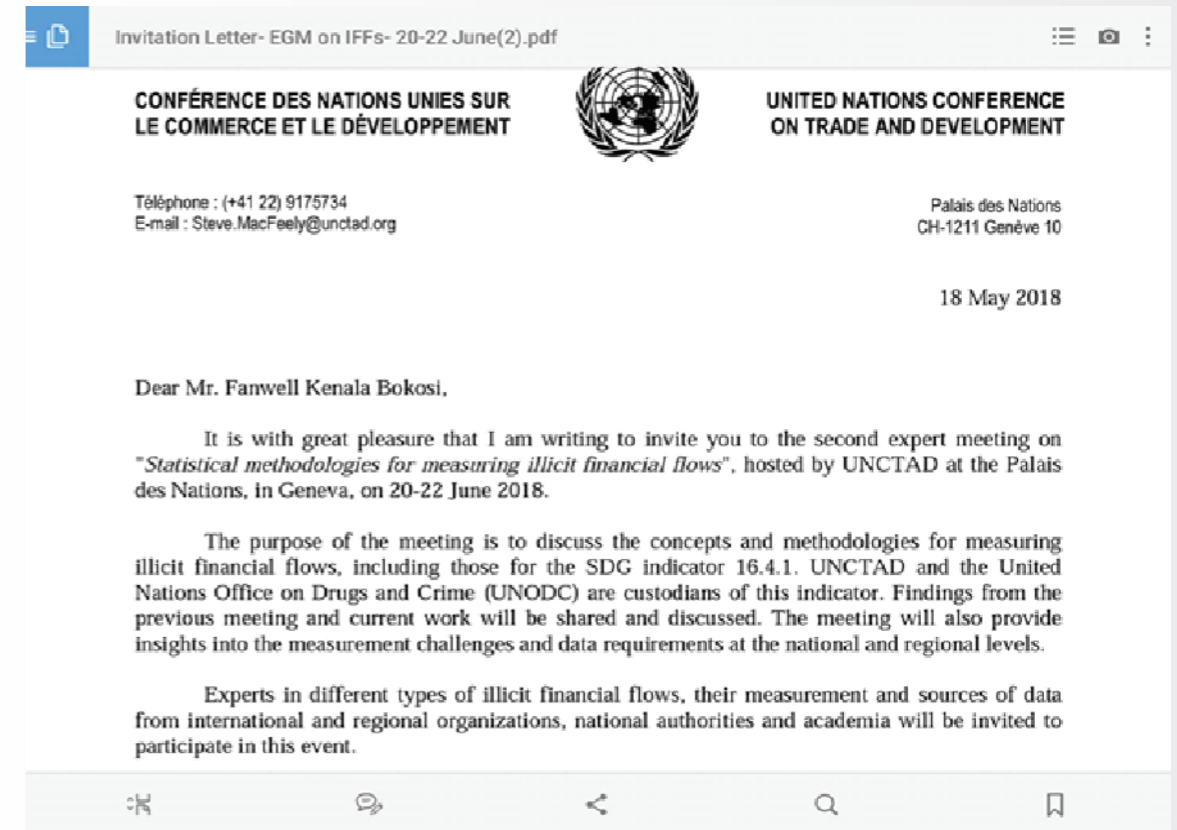 Invitation Letter- EGM on IFFs- 20-22 June(2).pdf
CONFÉRENCE DES NATIONS UNIES SUR
LE COMMERCE ET LE DÉVELOPPEMENT
UNITED NATIONS CONFERENCE
ON TRADE AND DEVELOPMENT
Téléphone : (+41 22) 9175734
E-mail : Steve.MacFeely@unctad.org
Palais des Nations
CH-1211 Genève 10
18 May 2018
Dear Mr. Fanwell Kenala Bokosi,
It is with great pleasure that I am writing to invite you to the second expert meeting on
"Statistical methodologies for measuring illicit financial flows", hosted by UNCTAD at the Palais
des Nations, in Geneva, on 20-22 June 2018.
The purpose of the meeting is to discuss the concepts and methodologies for measuring
illicit financial flows, including those for the SDG indicator 16.4.1. UNCTAD and the United
Nations Office on Drugs and Crime (UNODC) are custodians of this indicator. Findings from the
previous meeting and current work will be shared and discussed. The meeting will also provide
insights into the measurement challenges and data requirements at the national and regional levels.
Experts in different types of illicit financial flows, their measurement and sources of data
from international and regional organizations, national authorities and academia will be invited to
participate in this event.